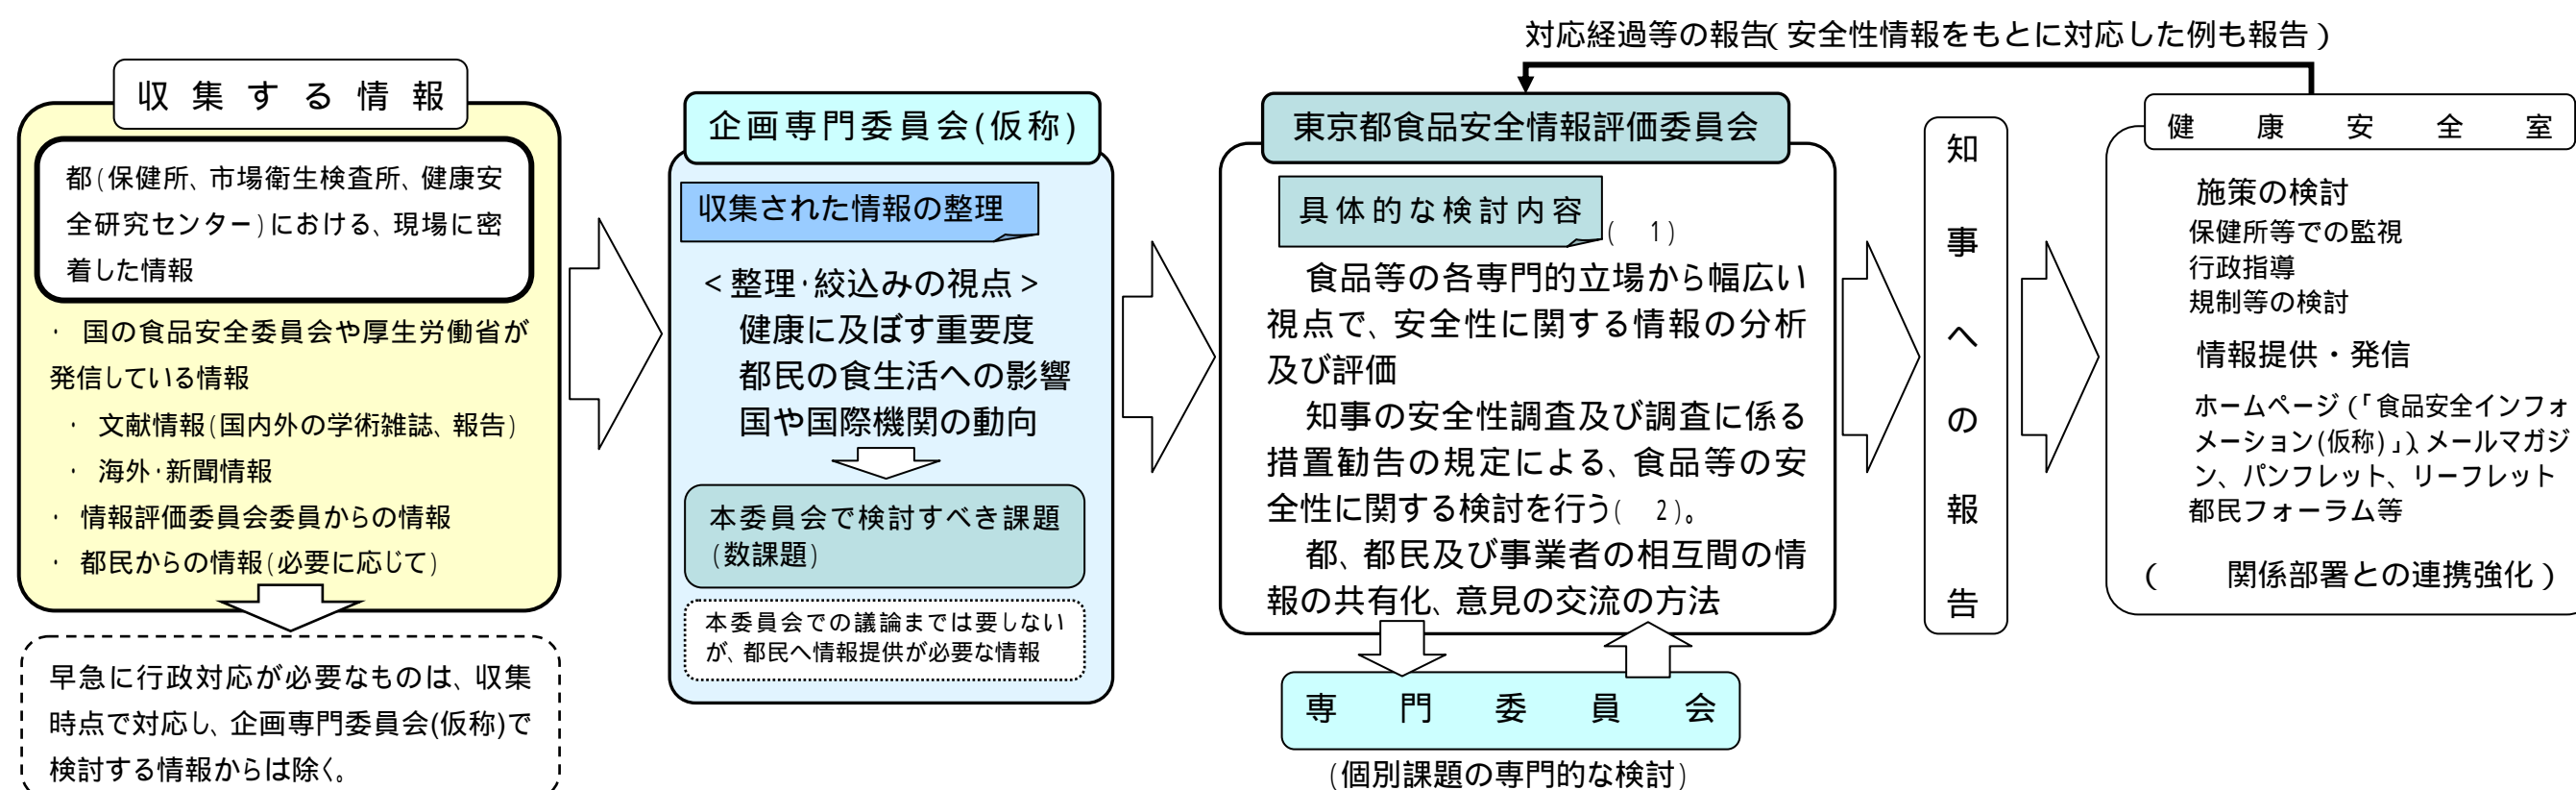 対応経過等の報告(安全性情報をもとに対応した例も報告)
収集する情報
都(保健所、市場衛生検査所、健康安
全研究センター)における、現場に密
着した情報
・ 国の食品安全委員会や厚生労働省が
発信している情報
・ 文献情報(国内外の学術雑誌、報告)
・ 海外・新聞情報
・ 情報評価委員会委員からの情報
・ 都民からの情報(必要に応じて)
早急に行政対応が必要なものは、収集
時点で対応し、企画専門委員会(仮称)で
検討する情報からは除く。
企画専門委員会(仮称)
収集された情報の整理
<整理・絞込みの視点>
健康に及ぼす重要度
都民の食生活への影響
国や国際機関の動向
本委員会で検討すべき課題
(数課題)
本委員会での議論までは要しない
が、都民へ情報提供が必要な情報
東京都食品安全情報評価委員会
具体的な検討内容
( 1)
食品等の各専門的立場から幅広い
視点で、安全性に関する情報の分析
及び評価
知事の安全性調査及び調査に係る
措置勧告の規定による、食品等の安
全性に関する検討を行う( 2)。
都、都民及び事業者の相互間の情
報の共有化、意見の交流の方法
専門委員会
(個別課題の専門的な検討)
知事への報告
健康安全室
施策の検討
保健所等での監視
行政指導
規制等の検討
情報提供・発信
ホームページ(「食品安全インフォ
メーション(仮称)」)、メールマガジ
ン、パンフレット、リーフレット
都民フォーラム等
( 関係部署との連携強化)